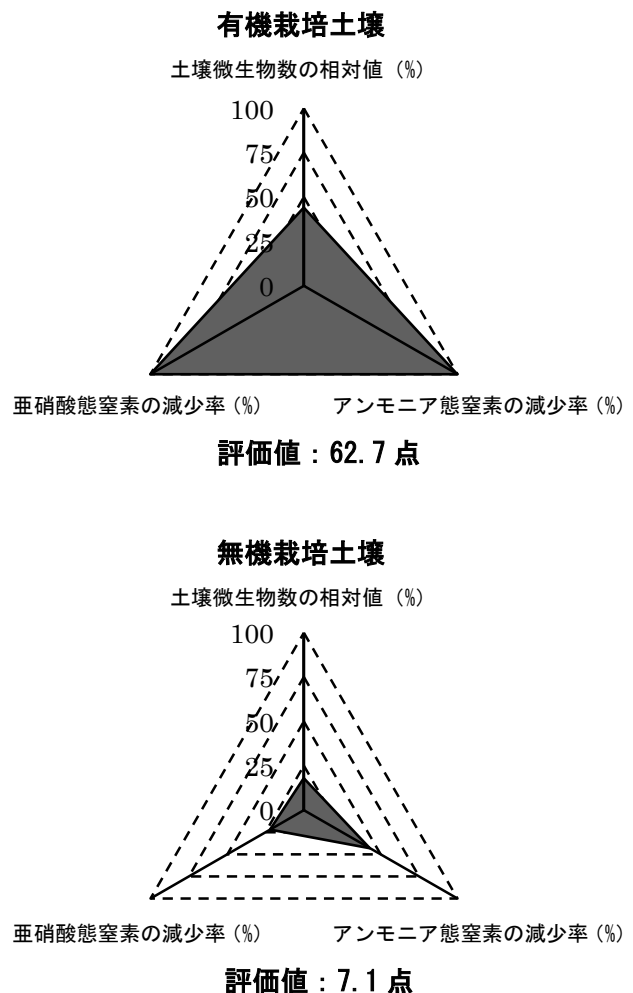 有機栽培土壌
土壌微生物数の相対値 (%)
100
75
50
25
0
亜硝酸態窒素の減少率(%) アンモニア態窒素の減少率(%)
評価値:62.7 点
無機栽培土壌
土壌微生物数の相対値 (%)
100
75
50
25
0
亜硝酸態窒素の減少率(%) アンモニア態窒素の減少率(%)
評価値:7.1 点